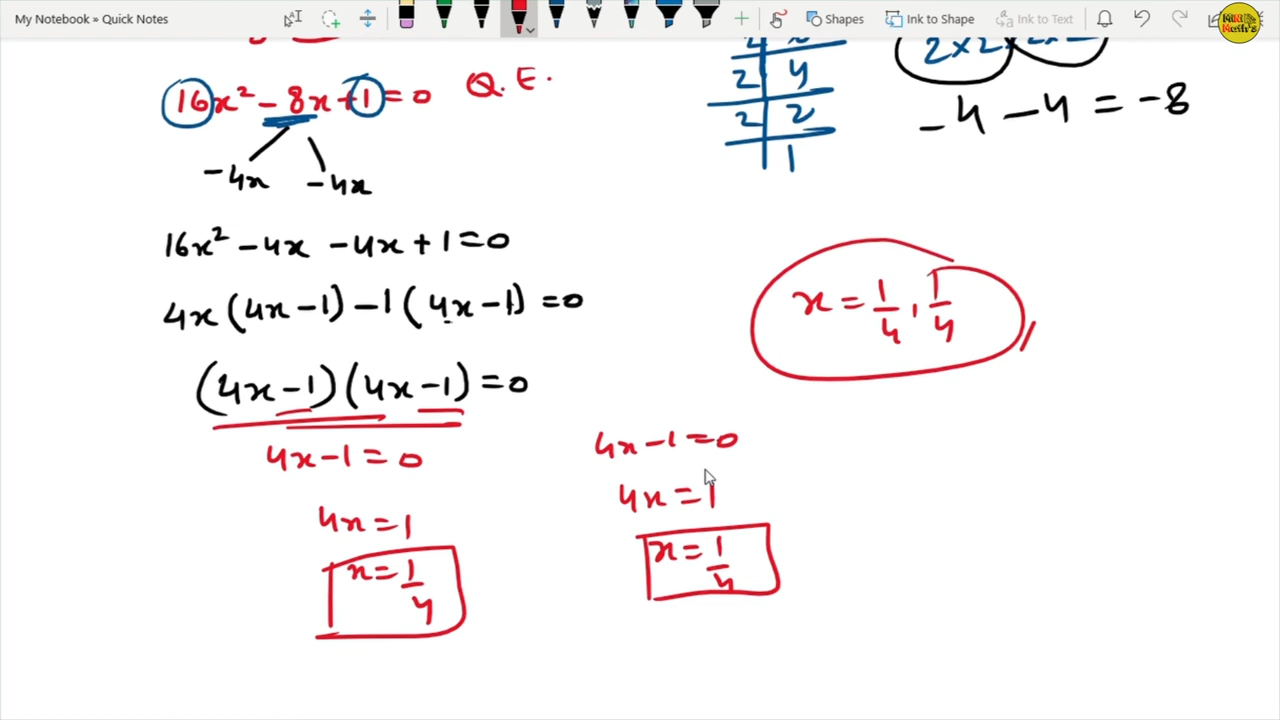 My Notebook » Quick Notes
Shapes
Ink to Shape
Ink to Text
16x² - 8x + 1 = 0 Q.E.
-4x -4x
16x² - 4x - 4x + 1 = 0
4x (4x - 1) - 1 (4x - 1) = 0
(4x - 1) (4x - 1) = 0
4x - 1 = 0
4x = 1
x = 1/4
4x - 1 = 0
4x = 1
x = 1/4
2 4
2 2
1
2×2
-4 - 4 = -8
x = 1/4, 1/4